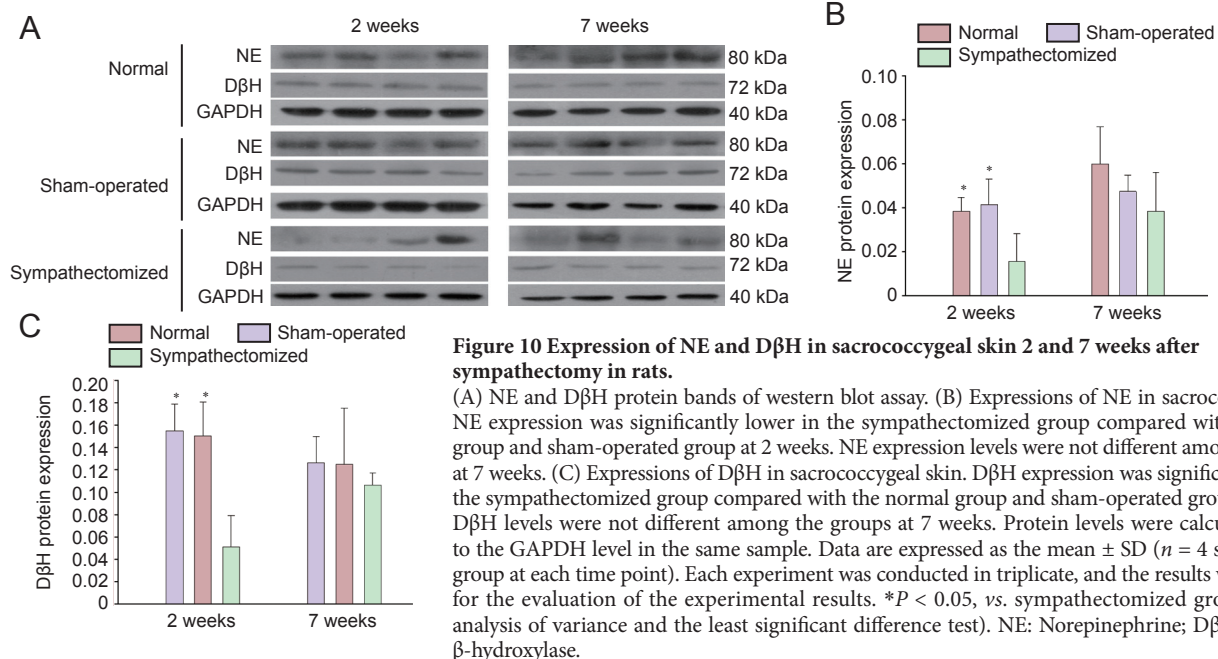 A
2 weeks
7 weeks
Normal
NE
80 kDa
DβH
72 kDa
GAPDH
40 kDa
Sham-operated
NE
80 kDa
DβH
72 kDa
GAPDH
40 kDa
Sympathectomized
NE
80 kDa
DβH
72 kDa
GAPDH
40 kDa
B
Normal
Sham-operated
Sympathectomized
NE protein expression
0.10
0.08
0.06
0.04
0.02
0
* *
2 weeks
7 weeks
C
Normal
Sham-operated
Sympathectomized
DβH protein expression
0.20
0.18
0.16
0.14
0.12
0.10
0.08
0.06
0.04
0.02
0
* *
2 weeks
7 weeks
Figure 10 Expression of NE and DβH in sacrococcygeal skin 2 and 7 weeks after
sympathectomy in rats.
(A) NE and DβH protein bands of western blot assay. (B) Expressions of NE in sacroco
NE expression was significantly lower in the sympathectomized group compared wit
group and sham-operated group at 2 weeks. NE expression levels were not different amo
at 7 weeks. (C) Expressions of DβH in sacrococcygeal skin. DβH expression was signific
the sympathectomized group compared with the normal group and sham-operated grou
DβH levels were not different among the groups at 7 weeks. Protein levels were calcu
to the GAPDH level in the same sample. Data are expressed as the mean ± SD (n = 4 s
group at each time point). Each experiment was conducted in triplicate, and the results w
for the evaluation of the experimental results. *P < 0.05, vs. sympathectomized gro
analysis of variance and the least significant difference test). NE: Norepinephrine; Dβ
β-hydroxylase.